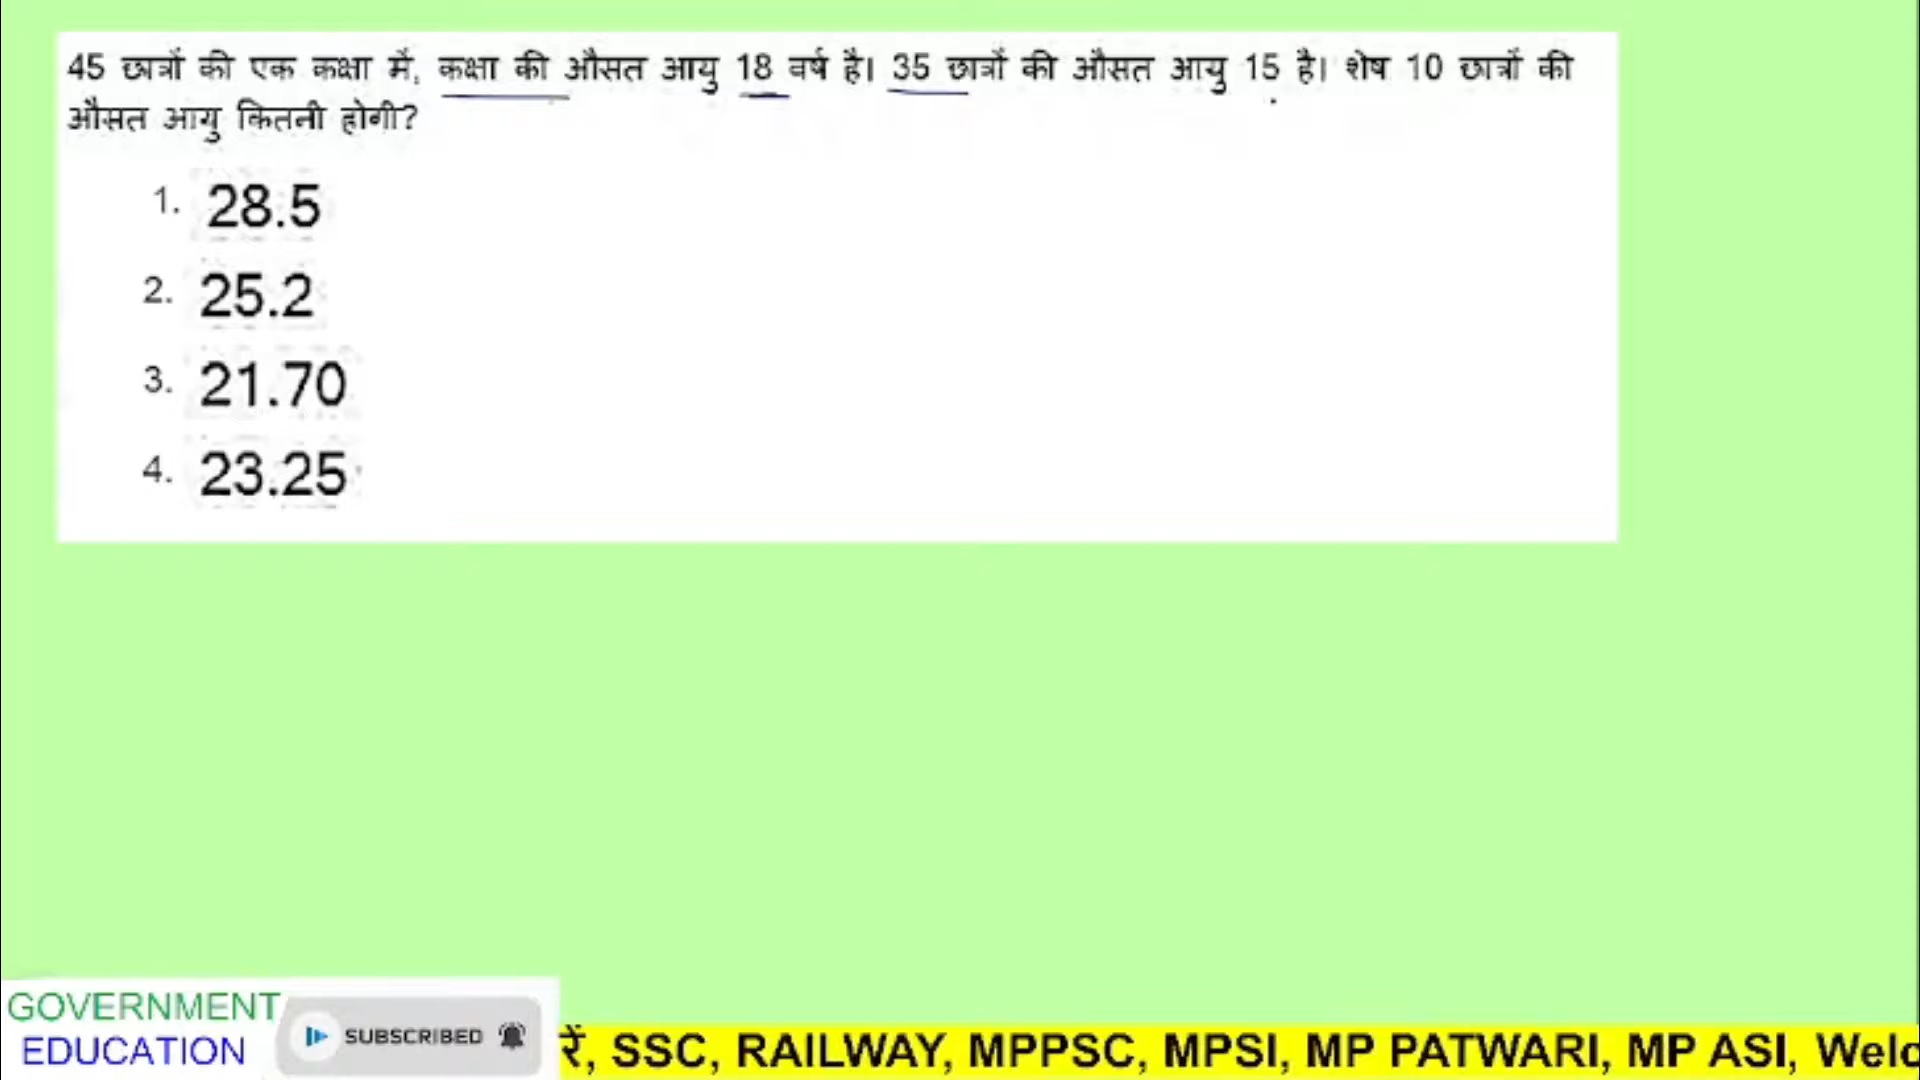 45 छात्रों की एक कक्षा में, कक्षा की औसत आयु 18 वर्ष है। 35 छात्रों की औसत आयु 15 है। शेष 10 छात्रों की
औसत आयु कितनी होगी?
1. 28.5
2. 25.2
3. 21.70
4. 23.25
GOVERNMENT
EDUCATION
SUBSCRIBED
रें, SSC, RAILWAY, MPPSC, MPSI, MP PATWARI, MP ASI, Welc